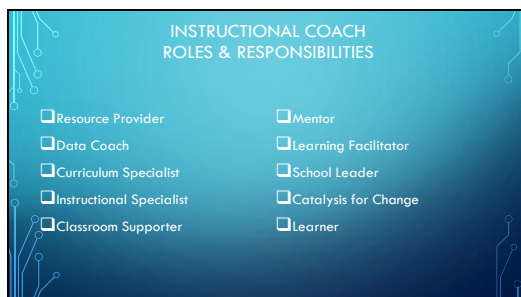 INSTRUCTIONAL COACH
ROLES & RESPONSIBILITIES
Resource Provider
Data Coach
Curriculum Specialist
Instructional Specialist
Classroom Supporter
Mentor
Learning Facilitator
School Leader
Catalysis for Change
Learner